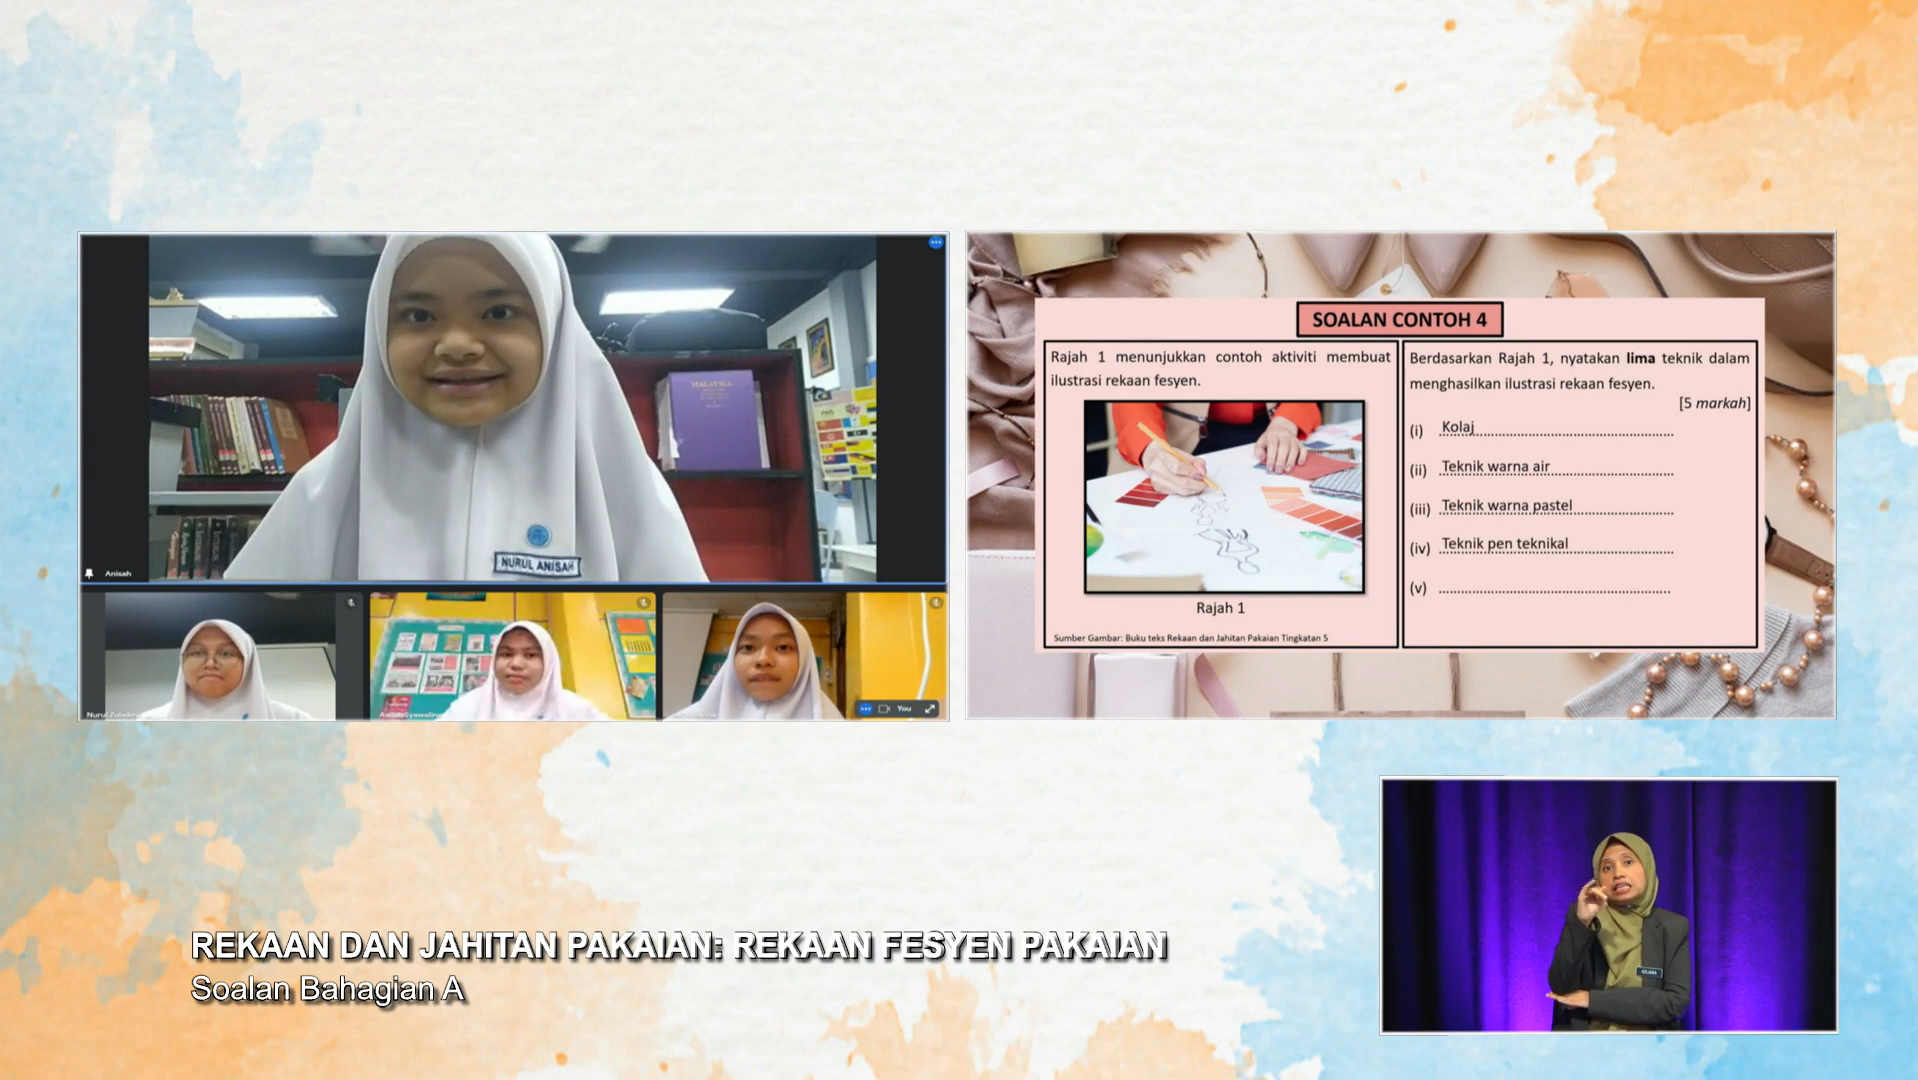 MALAYSIA:
NURUL ANISAH
Anisah
You
SOALAN CONTOH 4
Rajah 1 menunjukkan contoh aktiviti membuat
ilustrasi rekaan fesyen.
Rajah 1
Sumber Gambar: Buku teks Rekaan dan Jahitan Pakaian Tingkatan 5
Berdasarkan Rajah 1, nyatakan lima teknik dalam
menghasilkan ilustrasi rekaan fesyen.
[5 markah]
(i) Kolaj
(ii) Teknik warna air
(iii) Teknik warna pastel
(iv) Teknik pen teknikal
(v)
REKAAN DAN JAHITAN PAKAIAN: REKAAN FESYEN PAKAIAN
Soalan Bahagian A